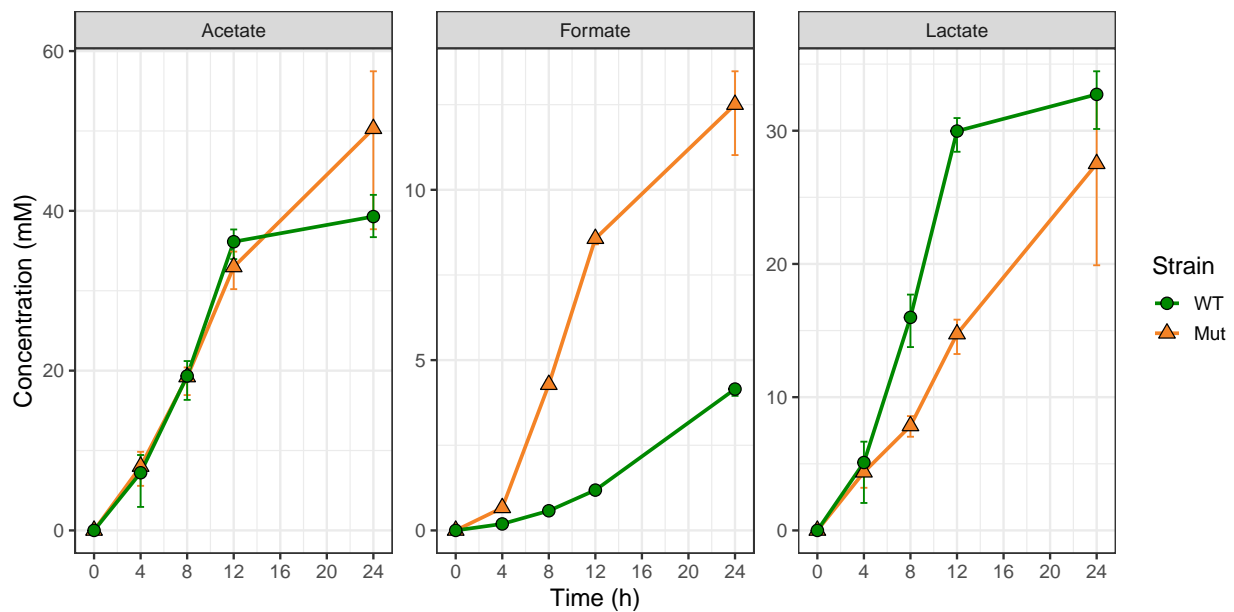 Acetate
Formate
Lactate
Concentration (mM)
60
40
20
0
10
5
0
30
20
10
0
0 4 8 12 16 20 24
0 4 8 12 16 20 24
0 4 8 12 16 20 24
Time (h)
Strain
WT
Mut